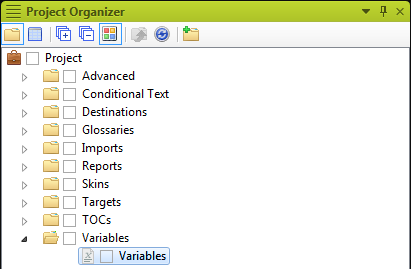 Project Organizer
Project
Advanced
Conditional Text
Destinations
Glossaries
Imports
Reports
Skins
Targets
TOCs
Variables
Variables